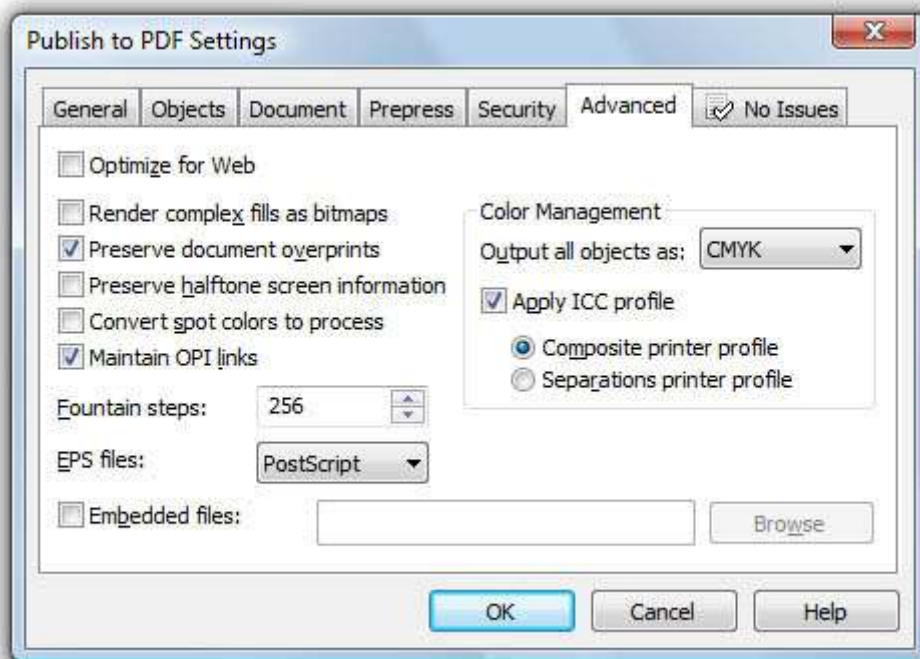 Publish to PDF Settings
General Objects Document Prepress Security Advanced No Issues
Optimize for Web
Render complex fills as bitmaps
Preserve document overprints
Preserve halftone screen information
Convert spot colors to process
Maintain OPI links
Fountain steps: 256
EPS files: PostScript
Color Management
Output all objects as: CMYK
Apply ICC profile
Composite printer profile
Separations printer profile
Embedded files: Browse
OK Cancel Help